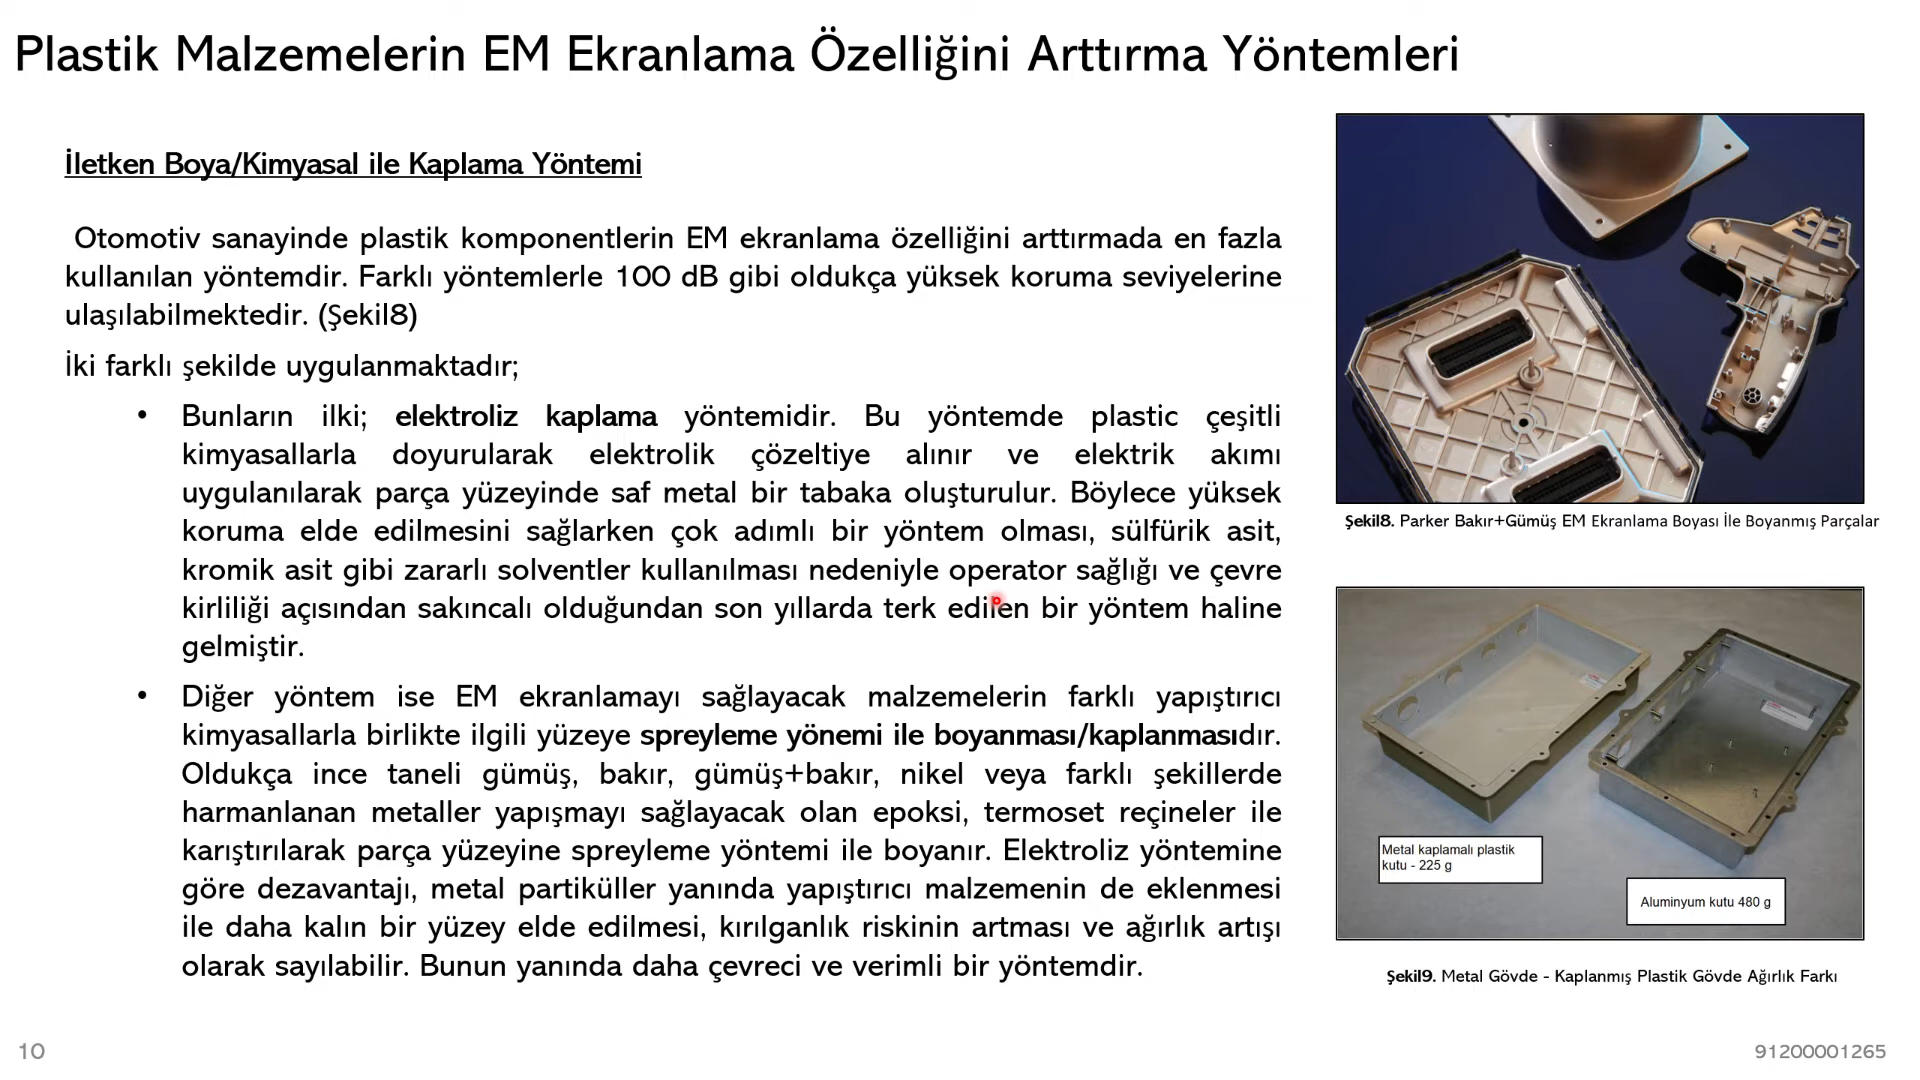 Plastik Malzemelerin EM Ekranlama Özelliğini Arttırma Yöntemleri
İletken Boya/Kimyasal ile Kaplama Yöntemi
Otomotiv sanayinde plastik komponentlerin EM ekranlama özelliğini arttırmada en fazla
kullanılan yöntemdir. Farklı yöntemlerle 100 dB gibi oldukça yüksek koruma seviyelerine
ulaşılabilmektedir. (Şekil8)
İki farklı şekilde uygulanmaktadır;
• Bunların ilki; elektroliz kaplama yöntemidir. Bu yöntemde plastic çeşitli
kimyasallarla doyurularak elektrolik çözeltiye alınır ve elektrik akımı
uygulanılarak parça yüzeyinde saf metal bir tabaka oluşturulur. Böylece yüksek
koruma elde edilmesini sağlarken çok adımlı bir yöntem olması, sülfürik asit,
kromik asit gibi zararlı solventler kullanılması nedeniyle operator sağlığı ve çevre
kirliliği açısından sakıncalı olduğundan son yıllarda terk edilen bir yöntem haline
gelmiştir.
• Diğer yöntem ise EM ekranlamayı sağlayacak malzemelerin farklı yapıştırıcı
kimyasallarla birlikte ilgili yüzeye spreyleme yönemi ile boyanması/kaplanmasıdır.
Oldukça ince taneli gümüş, bakır, gümüş+bakır, nikel veya farklı şekillerde
harmanlanan metaller yapışmayı sağlayacak olan epoksi, termoset reçineler ile
karıştırılarak parça yüzeyine spreyleme yöntemi ile boyanır. Elektroliz yöntemine
göre dezavantajı, metal partiküller yanında yapıştırıcı malzemenin de eklenmesi
ile daha kalın bir yüzey elde edilmesi, kırılganlık riskinin artması ve ağırlık artışı
olarak sayılabilir. Bunun yanında daha çevreci ve verimli bir yöntemdir.
Şekil8. Parker Bakır+Gümüş EM Ekranlama Boyası İle Boyanmış Parçalar
Metal kaplamalı plastik
kutu - 225 g
Aluminyum kutu 480 g
Şekil9. Metal Gövde - Kaplanmış Plastik Gövde Ağırlık Farkı
10
91200001265